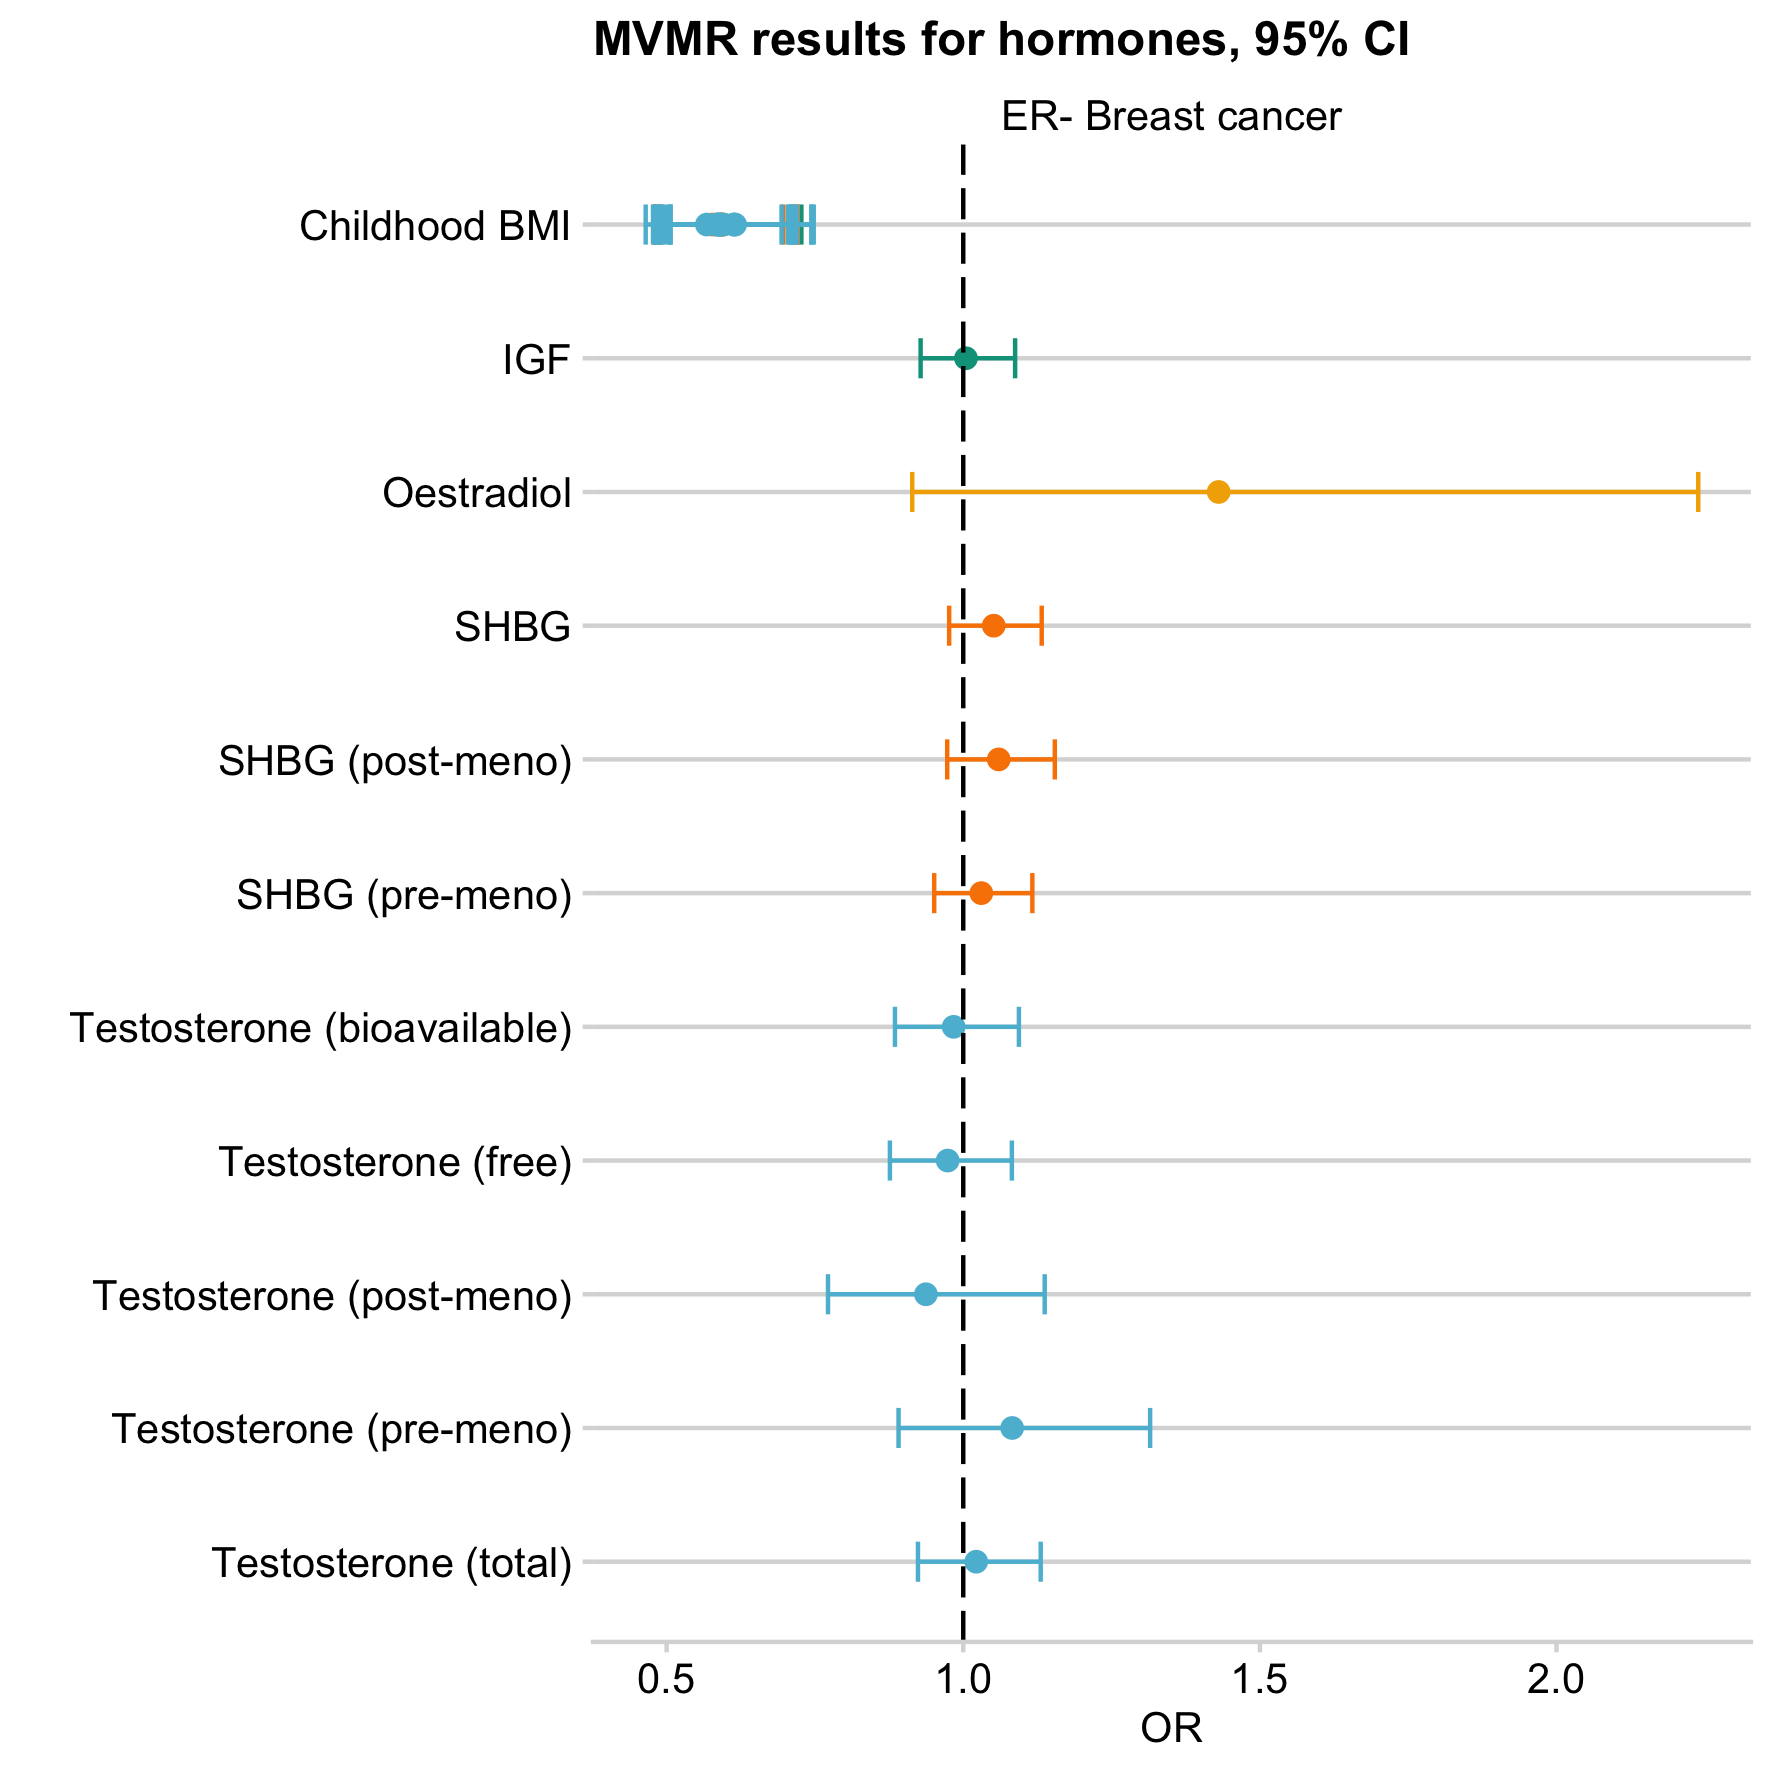 MVMR results for hormones, 95% CI
ER- Breast cancer
Childhood BMI
IGF
Oestradiol
SHBG
SHBG (post-meno)
SHBG (pre-meno)
Testosterone (bioavailable)
Testosterone (free)
Testosterone (post-meno)
Testosterone (pre-meno)
Testosterone (total)
0.5 1.0 1.5 2.0
OR